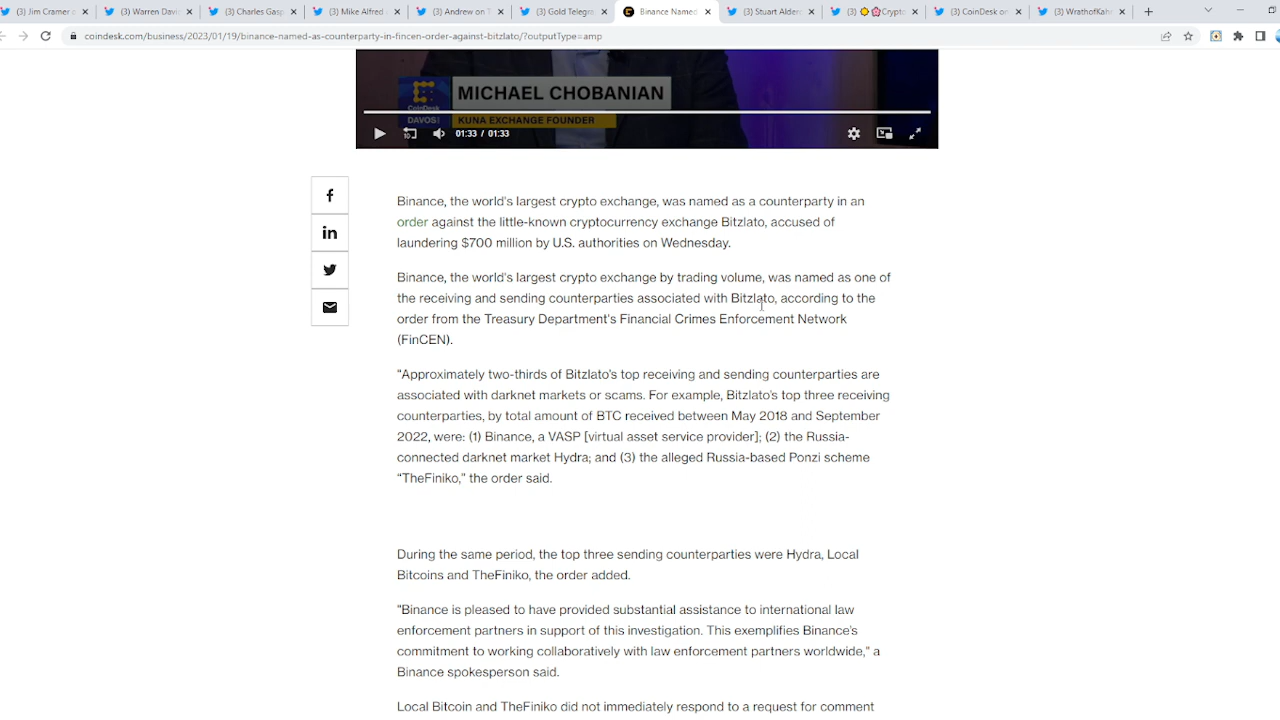 (3) Jim Cramer o
(3) Warren Davi
(3) Charles Gasp
(3) Mike Alfred
(3) Andrew on T
(3) Gold Telegra
Binance Named
(3) Stuart Alder
(3) Crypto
(3) CoinDesk on
(3) WrathofKahn
coindesk.com/business/2023/01/19/binance-named-as-counterparty-in-fincen-order-against-bitzlato/?outputType=amp
MICHAEL CHOBANIAN
CoinDesk
DAVOS
KUNA EXCHANGE FOUNDER
10
01:33 / 01:33
Binance, the world's largest crypto exchange, was named as a counterparty in an
order against the little-known cryptocurrency exchange Bitzlato, accused of
laundering $700 million by U.S. authorities on Wednesday.
Binance, the world's largest crypto exchange by trading volume, was named as one of
the receiving and sending counterparties associated with Bitzlato, according to the
order from the Treasury Department's Financial Crimes Enforcement Network
(FinCEN).
"Approximately two-thirds of Bitzlato's top receiving and sending counterparties are
associated with darknet markets or scams. For example, Bitzlato's top three receiving
counterparties, by total amount of BTC received between May 2018 and September
2022, were: (1) Binance, a VASP [virtual asset service provider]; (2) the Russia-
connected darknet market Hydra; and (3) the alleged Russia-based Ponzi scheme
“TheFiniko,” the order said.
During the same period, the top three sending counterparties were Hydra, Local
Bitcoins and TheFiniko, the order added.
"Binance is pleased to have provided substantial assistance to international law
enforcement partners in support of this investigation. This exemplifies Binance's
commitment to working collaboratively with law enforcement partners worldwide," a
Binance spokesperson said.
Local Bitcoin and TheFiniko did not immediately respond to a request for comment